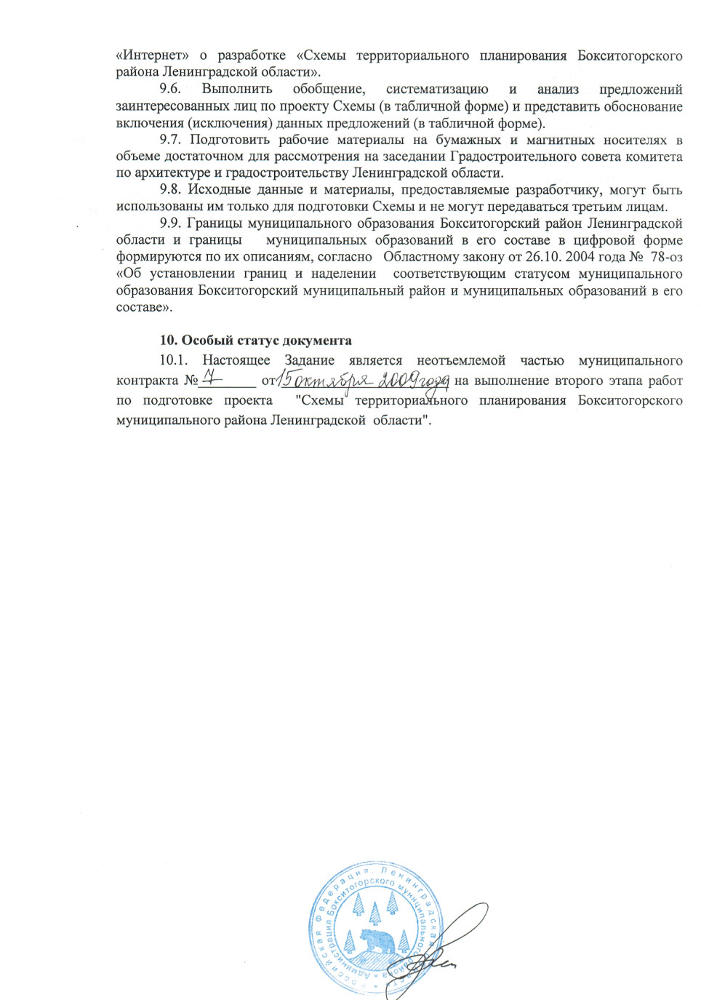 «Интернет» о разработке «Схемы территориального планирования Бокситогорского
района Ленинградской области».
9.6. Выполнить обобщение, систематизацию и анализ предложений
заинтересованных лиц по проекту Схемы (в табличной форме) и представить обоснование
включения (исключения) данных предложений (в табличной форме).
9.7. Подготовить рабочие материалы на бумажных и магнитных носителях в
объеме достаточном для рассмотрения на заседании Градостроительного совета комитета
по архитектуре и градостроительству Ленинградской области.
9.8. Исходные данные и материалы, предоставляемые разработчику, могут быть
использованы им только для подготовки Схемы и не могут передаваться третьим лицам.
9.9. Границы муниципального образования Бокситогорский район Ленинградской
области и границы муниципальных образований в его составе в цифровой форме
формируются по их описаниям, согласно Областному закону от 26.10. 2004 года № 78-оз
«Об установлении границ и наделении соответствующим статусом муниципального
образования Бокситогорский муниципальный район и муниципальных образований в его
составе».
10. Особый статус документа
10.1. Настоящее Задание является неотъемлемой частью муниципального
контракта № 7 от 15 октября 2009 года на выполнение второго этапа работ
по подготовке проекта "Схемы территориального планирования Бокситогорского
муниципального района Ленинградской области".
Российская Федерация. Ленинградская
Администрация Бокситогорского муниципального района